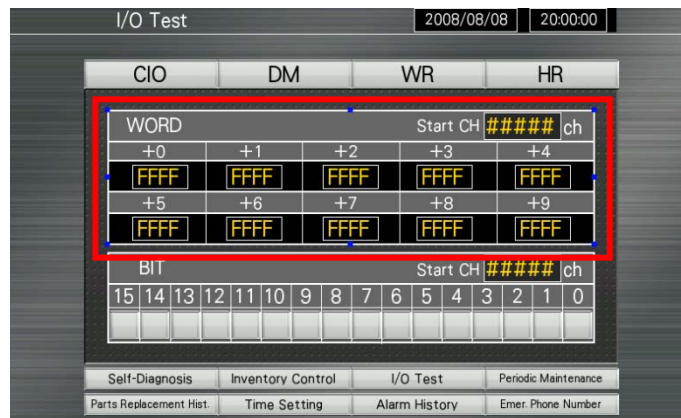 I/O Test 2008/08/08 20:00:00
CIO DM WR HR
WORD Start CH ##### ch
+0 +1 +2 +3 +4
FFFF FFFF FFFF FFFF FFFF
+5 +6 +7 +8 +9
FFFF FFFF FFFF FFFF FFFF
BIT Start CH ##### ch
15 14 13 12 11 10 9 8 7 6 5 4 3 2 1 0
Self-Diagnosis Inventory Control I/O Test Periodic Maintenance
Parts Replacement Hist. Time Setting Alarm History Emer. Phone Number